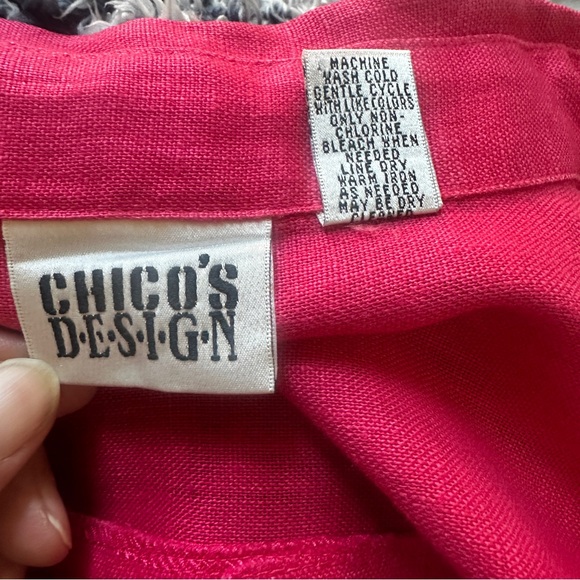 MACHINE
WASH COLD
GENTLE CYCLE
WITH LIKE COLORS
ONLY NON-
CHLORINE
BLEACH WHEN
NEEDED
LINE DRY
WARM IRON
AS NEEDED
MAY BE DRY
CLEANED
CHICO'S
D·E·S·I·G·N